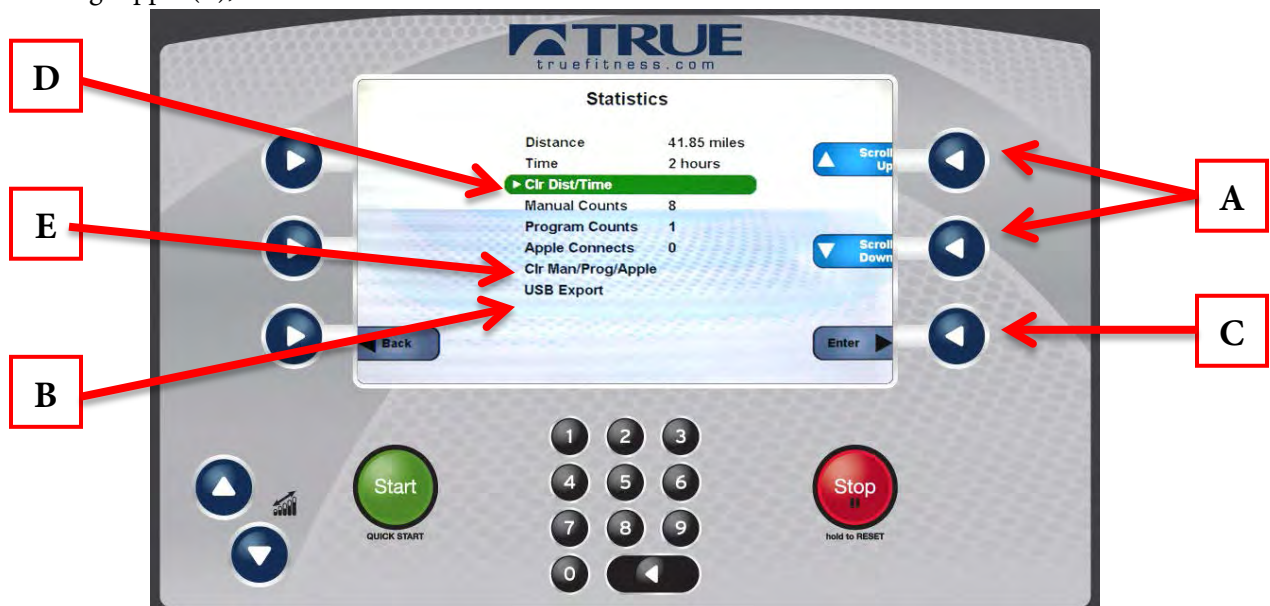 TRUE
truefitness.com
D
Statistics
Distance 41.85 miles
Time 2 hours
Clr Dist/Time
Manual Counts 8
Program Counts 1
Apple Connects 0
Clr Man/Prog/Apple
USB Export
Scroll Up
Scroll Down
A
E
Back
Enter
C
B
1 2 3
4 5 6
7 8 9
0
Start
QUICK START
Stop
hold to RESET